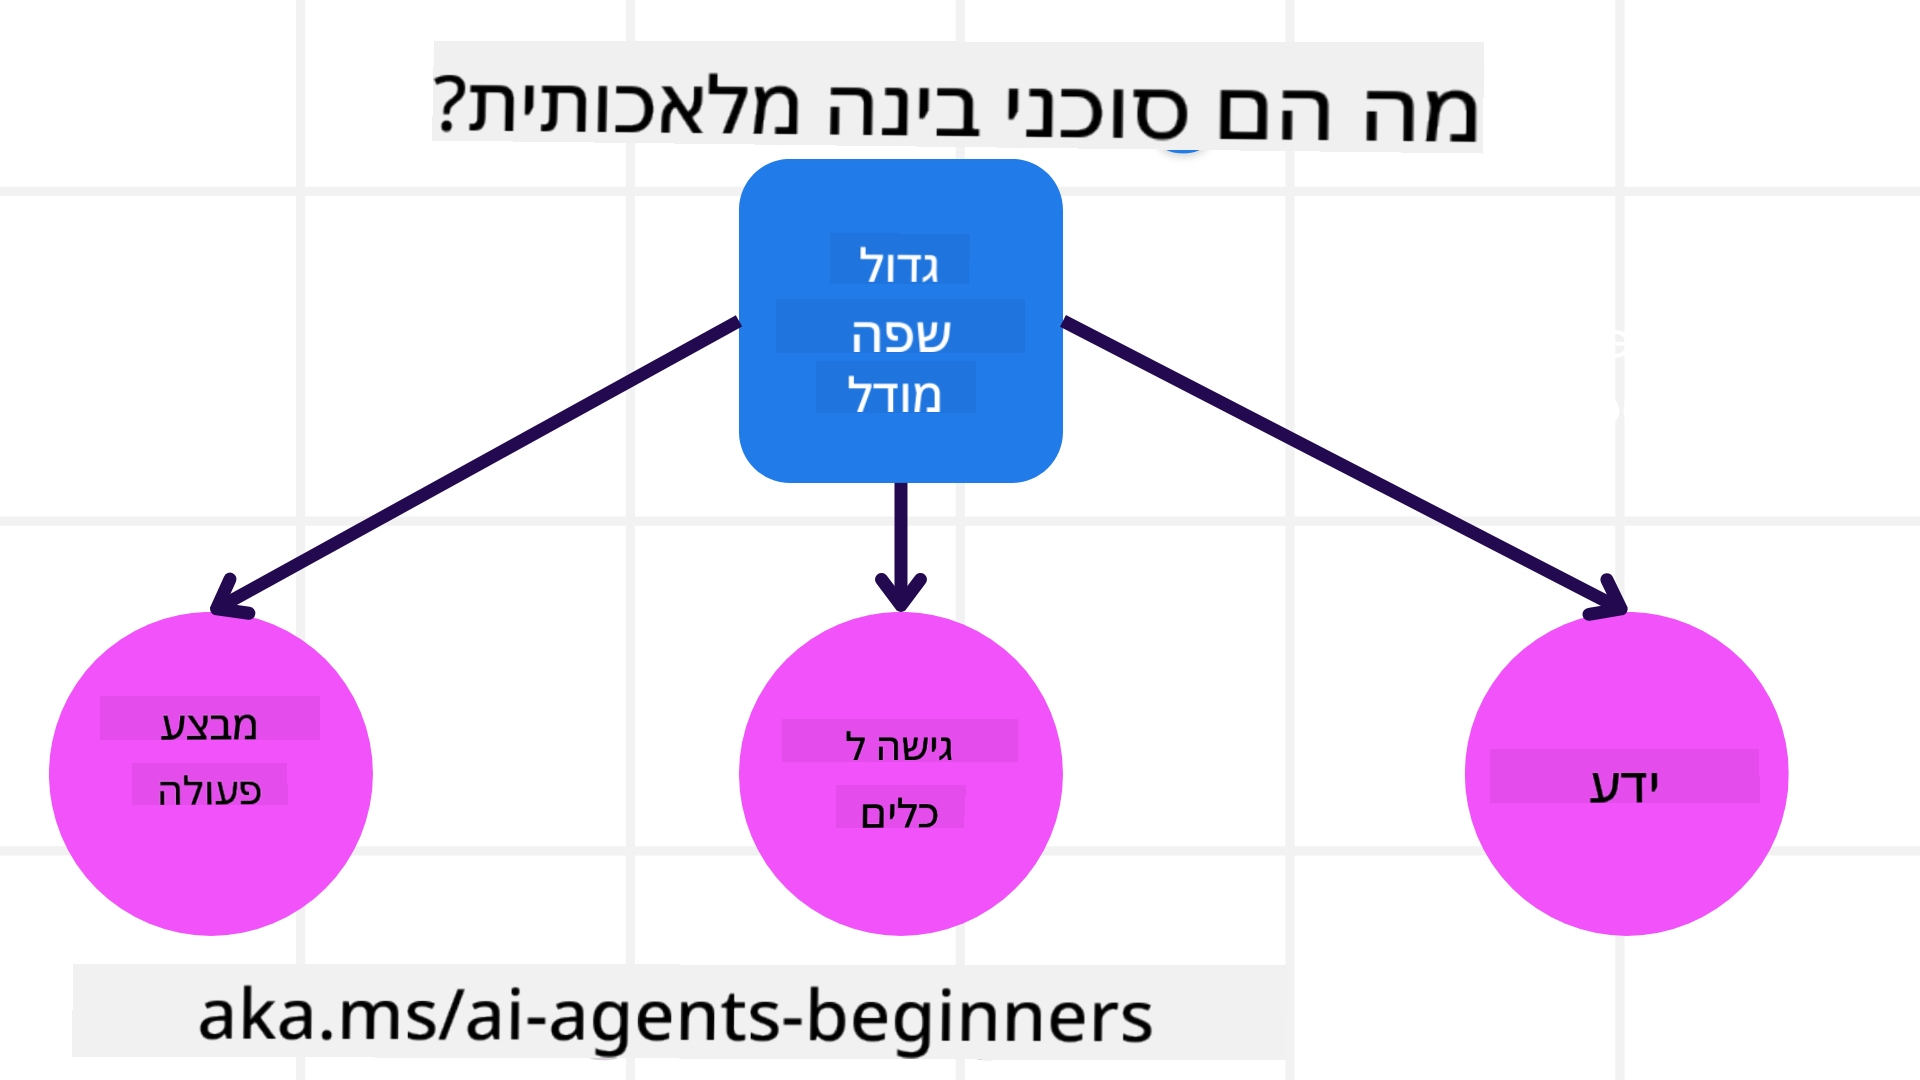 מה הם סוכני בינה מלאכותית?
גדול
שפה
מודל
מבצע
פעולה
גישה ל
כלים
ידע
aka.ms/ai-agents-beginners